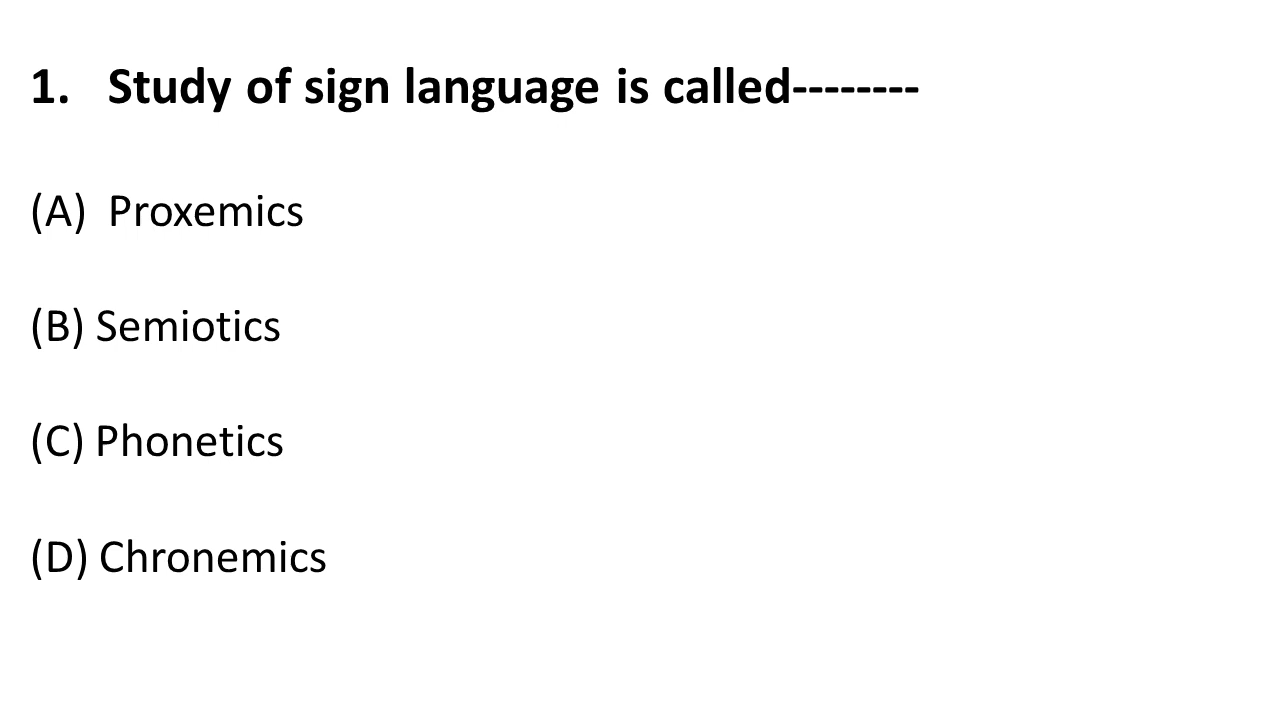 1. Study of sign language is called--------
(A) Proxemics
(B) Semiotics
(C) Phonetics
(D) Chronemics